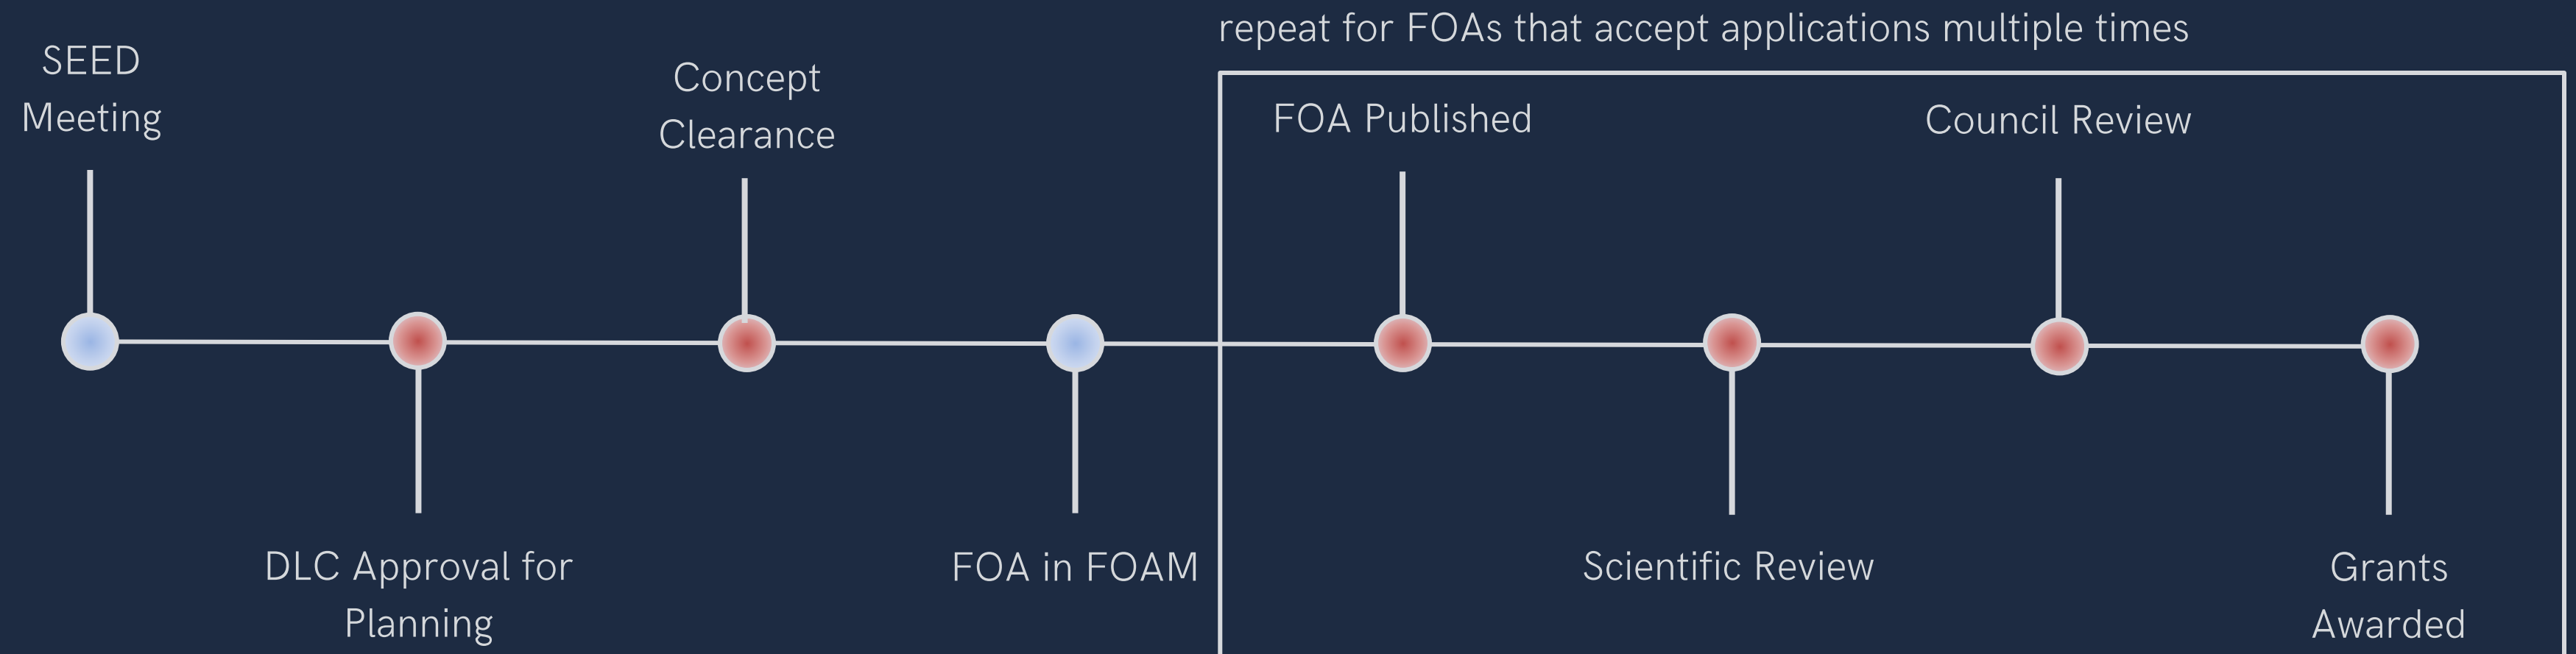 repeat for FOAs that accept applications multiple times
SEED
Meeting
Concept
Clearance
FOA Published
Council Review
DLC Approval for
Planning
FOA in FOAM
Scientific Review
Grants
Awarded